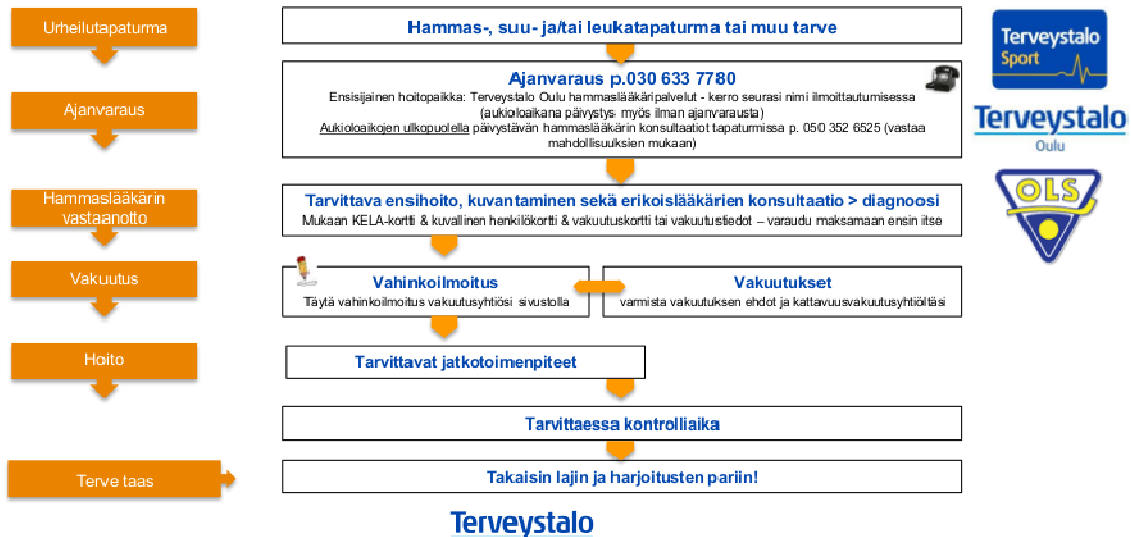 Urheilutapaturma
Hammas-, suu- ja/tai leukatapaturma tai muu tarve
Terveystalo
Sport
Ajanvaraus
Ajanvaraus p.030 633 7780
Ensisijainen hoitopaikka: Terveystalo Oulu hammaslääkäripalvelut - kerro seurasi nimi ilmoittautumisessa
(aukioloaikana päivystys myös ilman ajanvarausta)
Aukioloaikojen ulkopuolella päivystävän hammaslääkärin konsultaatiot tapaturmissa p. 050 352 6525 (vastaa
mahdollisuuksien mukaan)
Terveystalo
Oulu
Hammaslääkärin
vastaanotto
Tarvittava ensihoito, kuvantaminen sekä erikoislääkärien konsultaatio > diagnoosi
Mukaan KELA-kortti & kuvallinen henkilökortti & vakuutuskortti tai vakuutustiedot – varaudu maksamaan ensin itse
OLS
Vakuutus
Vahinkoilmoitus
Täytä vahinkoilmoitus vakuutusyhtiösi sivustolla
Vakuutukset
varmista vakuutuksen ehdot ja kattavuusvakuutusyhtiöltäsi
Hoito
Tarvittavat jatkotoimenpiteet
Tarvittaessa kontrolliaika
Terve taas
Takaisin lajin ja harjoitusten pariin!
Terveystalo